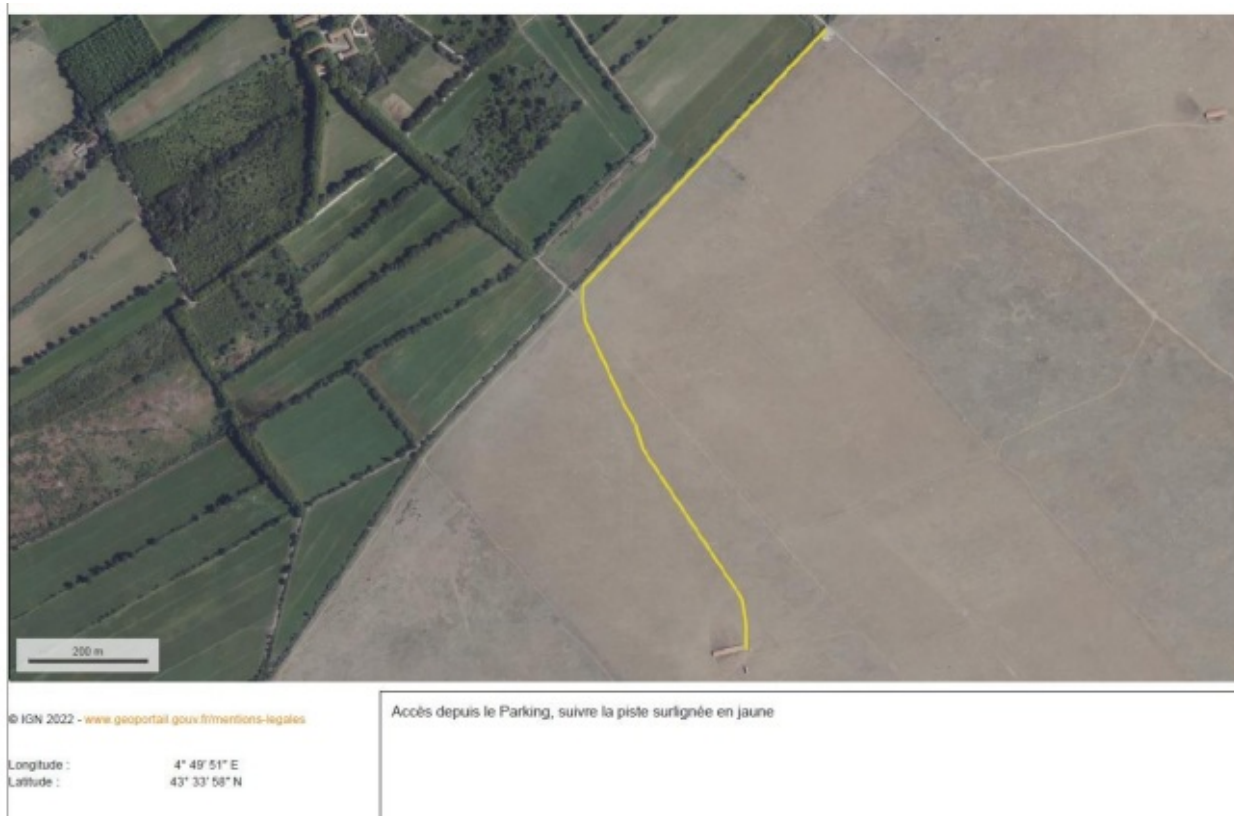 200 m
© IGN 2022 - www.geoportail.gouv.fr/mentions-legales
Longitude : 4° 49' 51" E
Latitude : 43° 33' 58" N
Accès depuis le Parking, suivre la piste surlignée en jaune